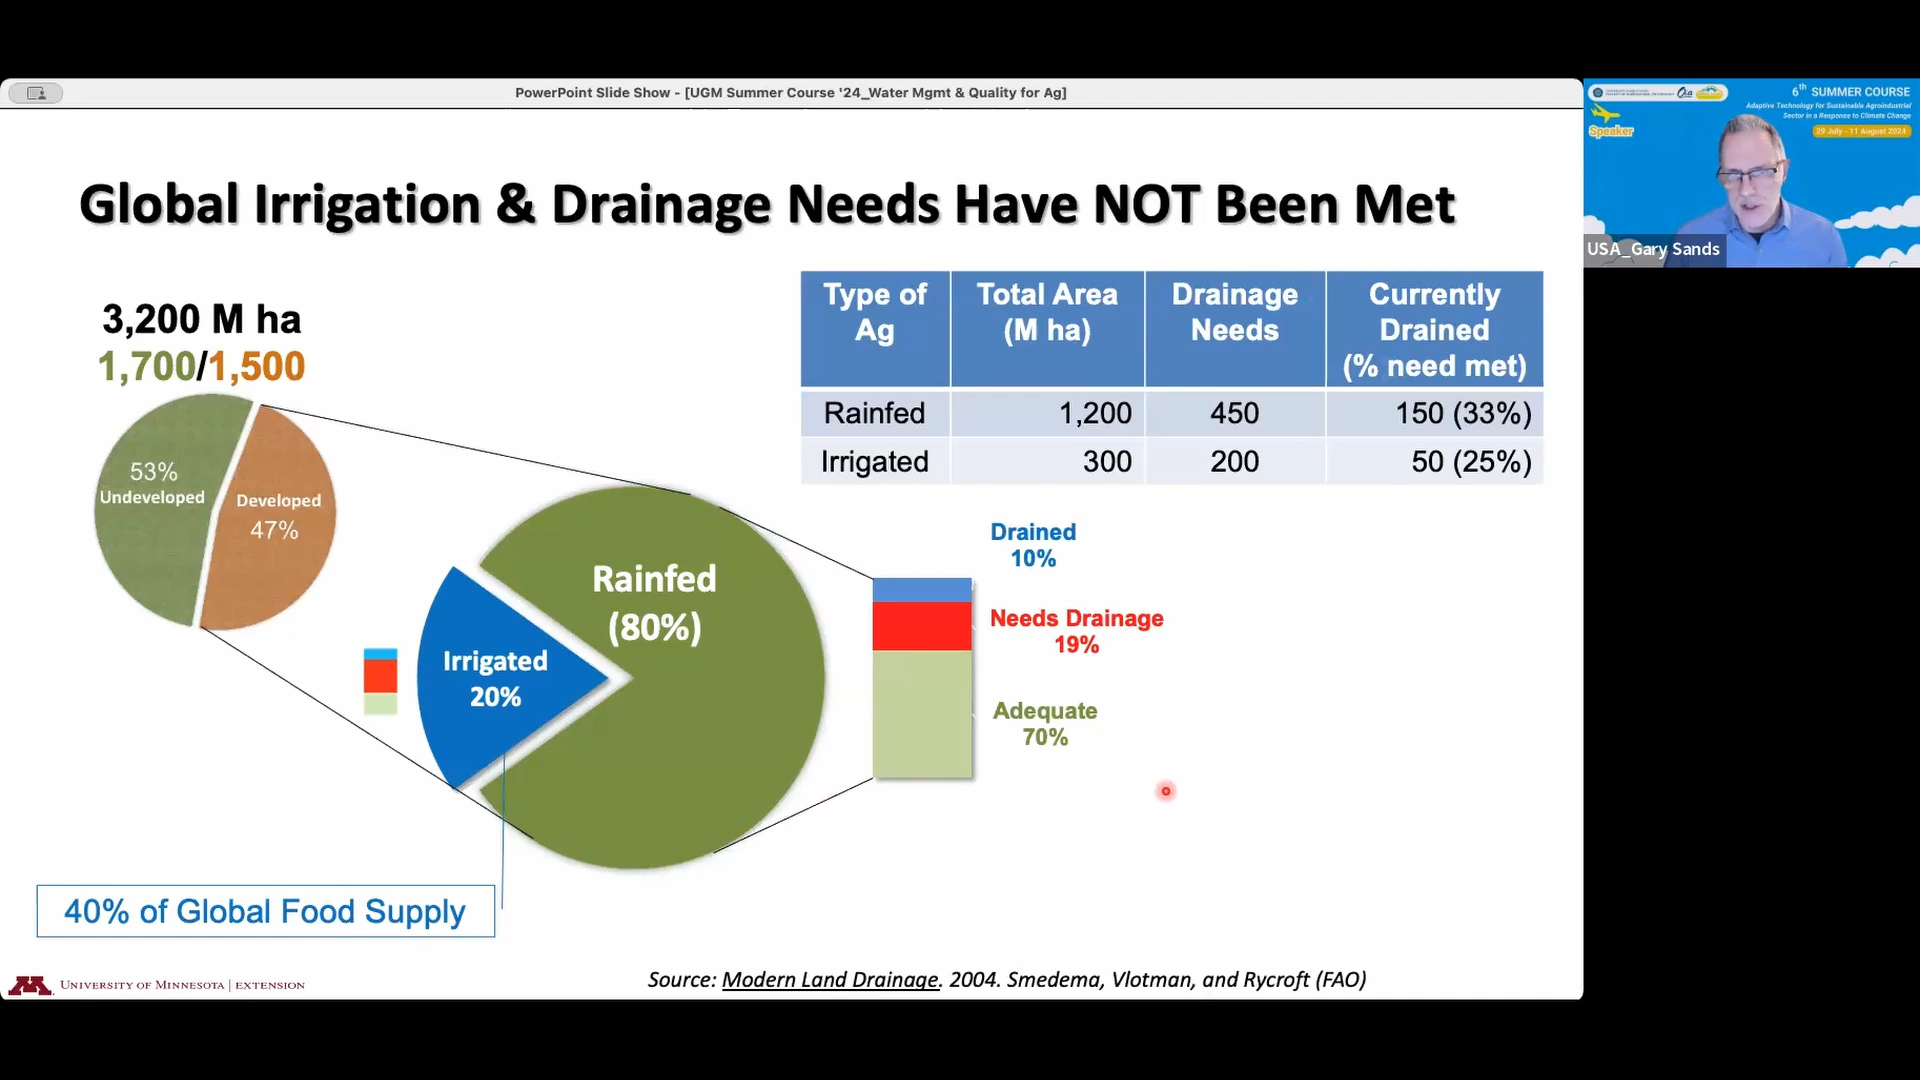 PowerPoint Slide Show - [UGM Summer Course '24_Water Mgmt & Quality for Ag]
Global Irrigation & Drainage Needs Have NOT Been Met
3,200 M ha
1,700/1,500
53%
Undeveloped
Developed
47%
Type of Ag Total Area (M ha) Drainage Needs Currently Drained (% need met)
Rainfed 1,200 450 150 (33%)
Irrigated 300 200 50 (25%)
Rainfed
(80%)
Irrigated
20%
Drained
10%
Needs Drainage
19%
Adequate
70%
40% of Global Food Supply
UNIVERSITY OF MINNESOTA | EXTENSION
Source: Modern Land Drainage. 2004. Smedema, Vlotman, and Rycroft (FAO)
6th SUMMER COURSE
Adaptive Technology for Sustainable Agroindustrial
Sector in a Response to Climate Change
29 July - 11 August 2024
Speaker
USA_Gary Sands